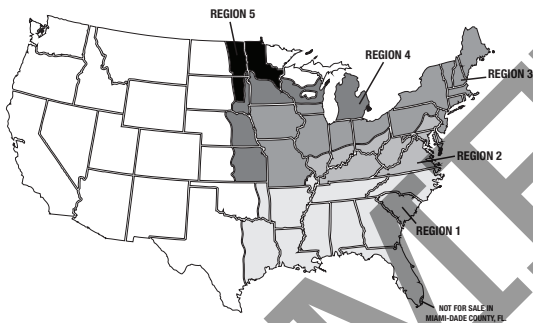 REGION 5
REGION 4
REGION 3
REGION 2
REGION 1
NOT FOR SALE IN
MIAMI-DADE COUNTY, FL.